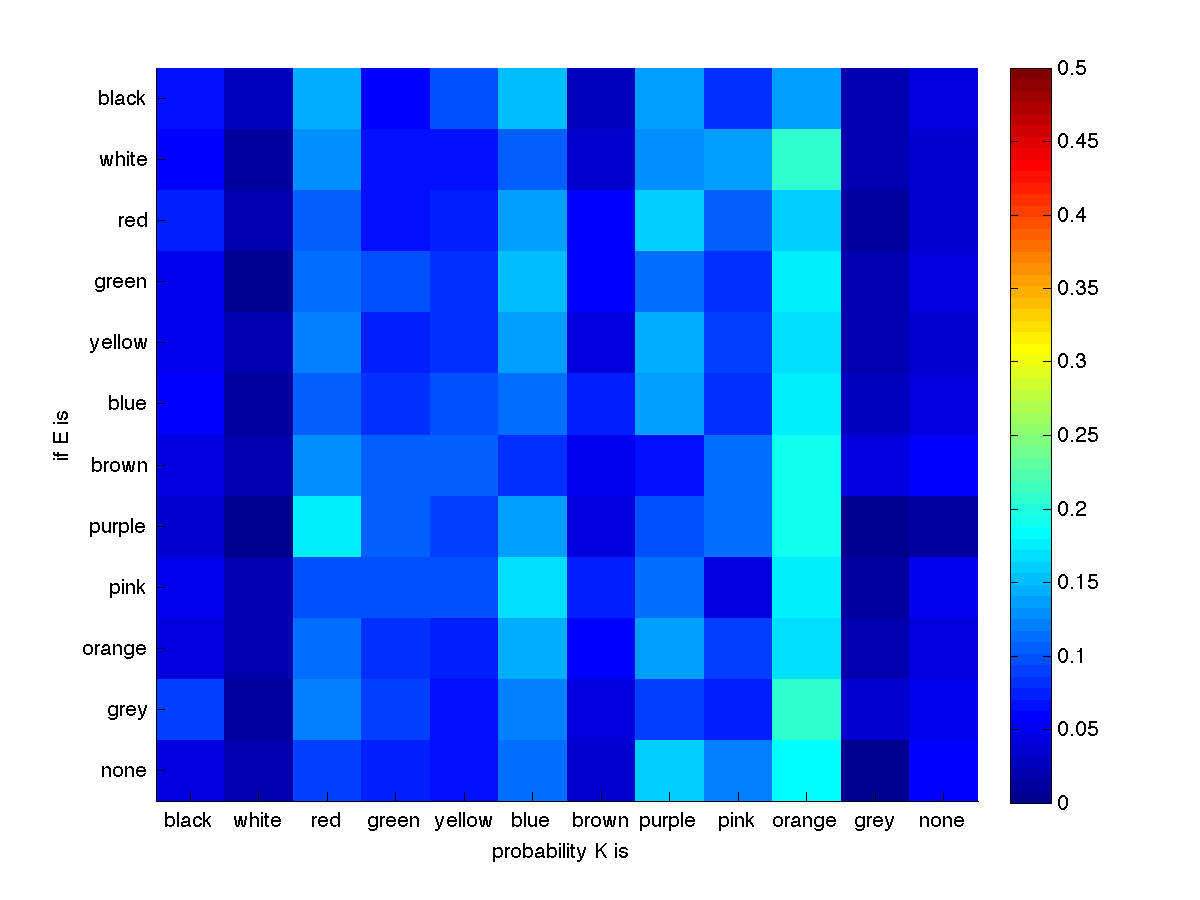 black
white
red
green
yellow
blue
brown
purple
pink
orange
grey
none
if E is
black white red green yellow blue brown purple pink orange grey none
probability K is
0.5
0.45
0.4
0.35
0.3
0.25
0.2
0.15
0.1
0.05
0